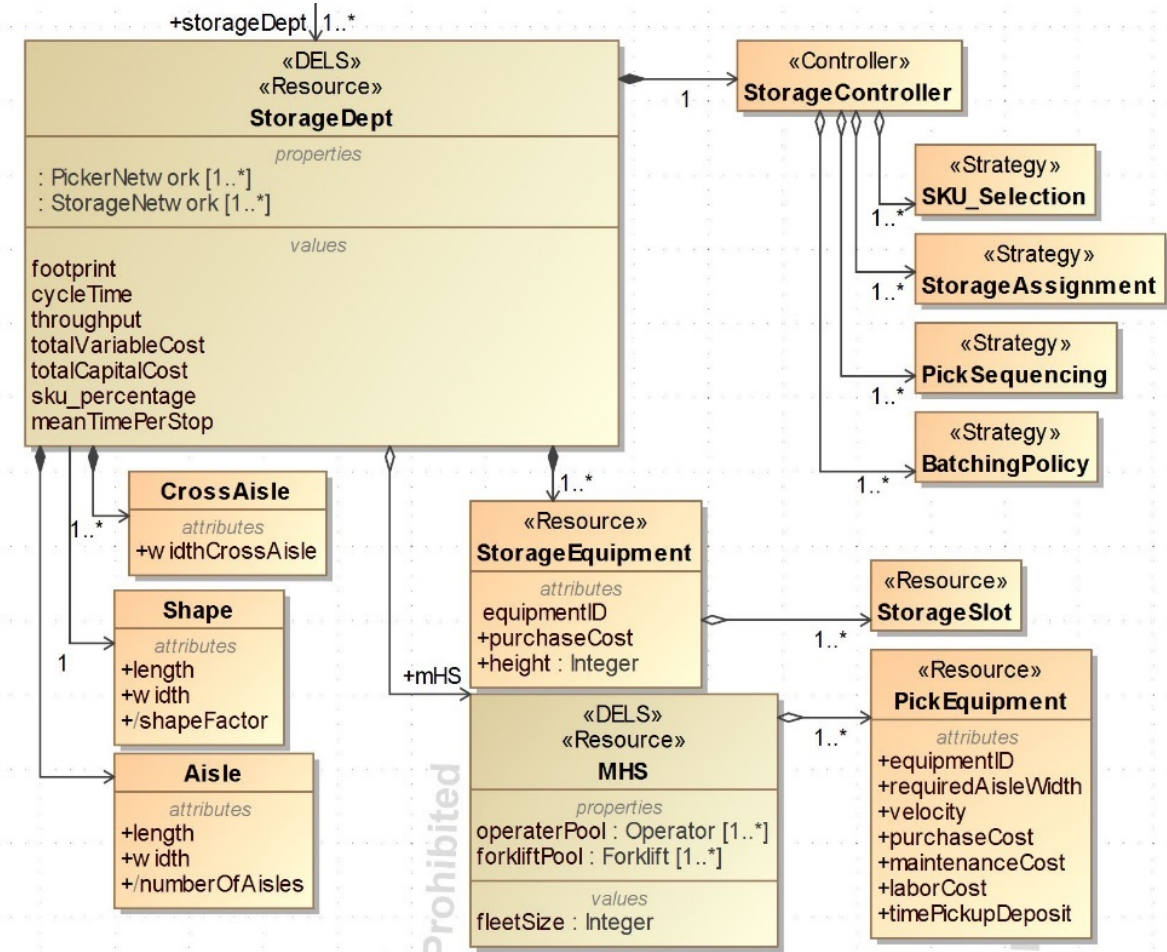 +storageDept 1..*
«DELS»
«Resource»
StorageDept
properties
: PickerNetwork [1..*]
: StorageNetwork [1..*]
values
footprint
cycleTime
throughput
totalVariableCost
totalCapitalCost
sku_percentage
meanTimePerStop
1
«Controller»
StorageController
«Strategy»
SKU_Selection
1..*
«Strategy»
StorageAssignment
1..*
«Strategy»
PickSequencing
1..*
«Strategy»
BatchingPolicy
1..*
CrossAisle
attributes
+widthCrossAisle
1..*
Shape
attributes
+length
+width
+/shapeFactor
1
Aisle
attributes
+length
+width
+/numberOfAisles
1..*
«Resource»
StorageEquipment
attributes
equipmentID
+purchaseCost
+height : Integer
«Resource»
StorageSlot
1..*
+mHS
«DELS»
«Resource»
MHS
properties
operaterPool : Operator [1..*]
forkliftPool : Forklift [1..*]
values
fleetSize : Integer
1..*
«Resource»
PickEquipment
attributes
+equipmentID
+requiredAisleWidth
+velocity
+purchaseCost
+maintenanceCost
+laborCost
+timePickupDeposit
Prohibited